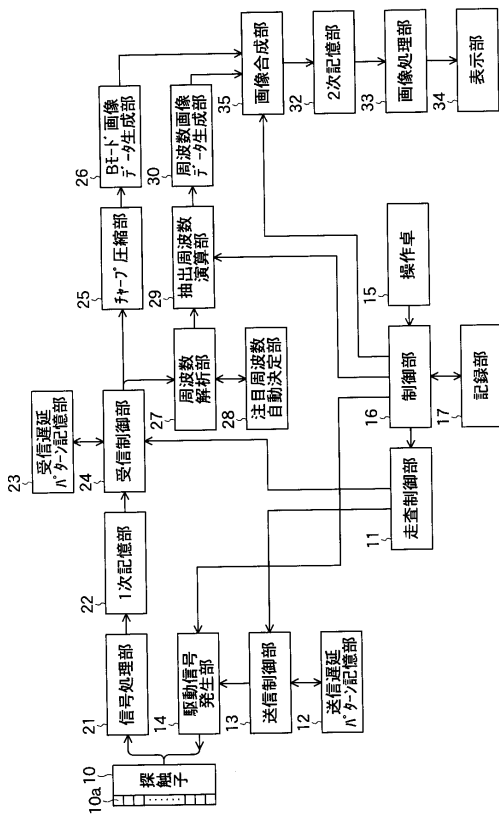 10a
10
探触子
21
信号処理部
22
1次記憶部
23
受信遅延
パターン記憶部
24
受信制御部
25
チャープ圧縮部
26
Bモード画像
データ生成部
14
駆動信号
発生部
13
送信制御部
12
送信遅延
パターン記憶部
27
周波数
解析部
28
注目周波数
自動決定部
29
抽出周波数
演算部
30
周波数画像
データ生成部
11
走査制御部
16
制御部
15
操作卓
17
記録部
35
画像合成部
32
2次記憶部
33
画像処理部
34
表示部